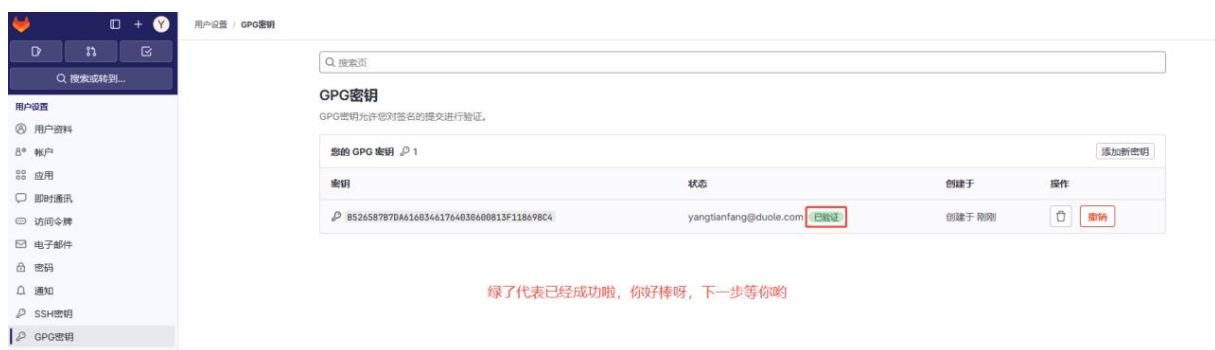 Y
用户设置 / GPG密钥
搜索或转到...
搜索页
用户设置
用户资料
帐户
应用
即时通讯
访问令牌
电子邮件
密码
通知
SSH密钥
GPG密钥
GPG密钥
GPG密钥允许您对签名的提交进行验证。
您的 GPG 密钥 1
添加新密钥
密钥 状态 创建于 操作
B52658787DA61603461764030600813F118698C4 yangtianfang@duole.com 已验证 创建于 刚刚 撤销
绿了代表已经成功啦，你好棒呀，下一步等你哟